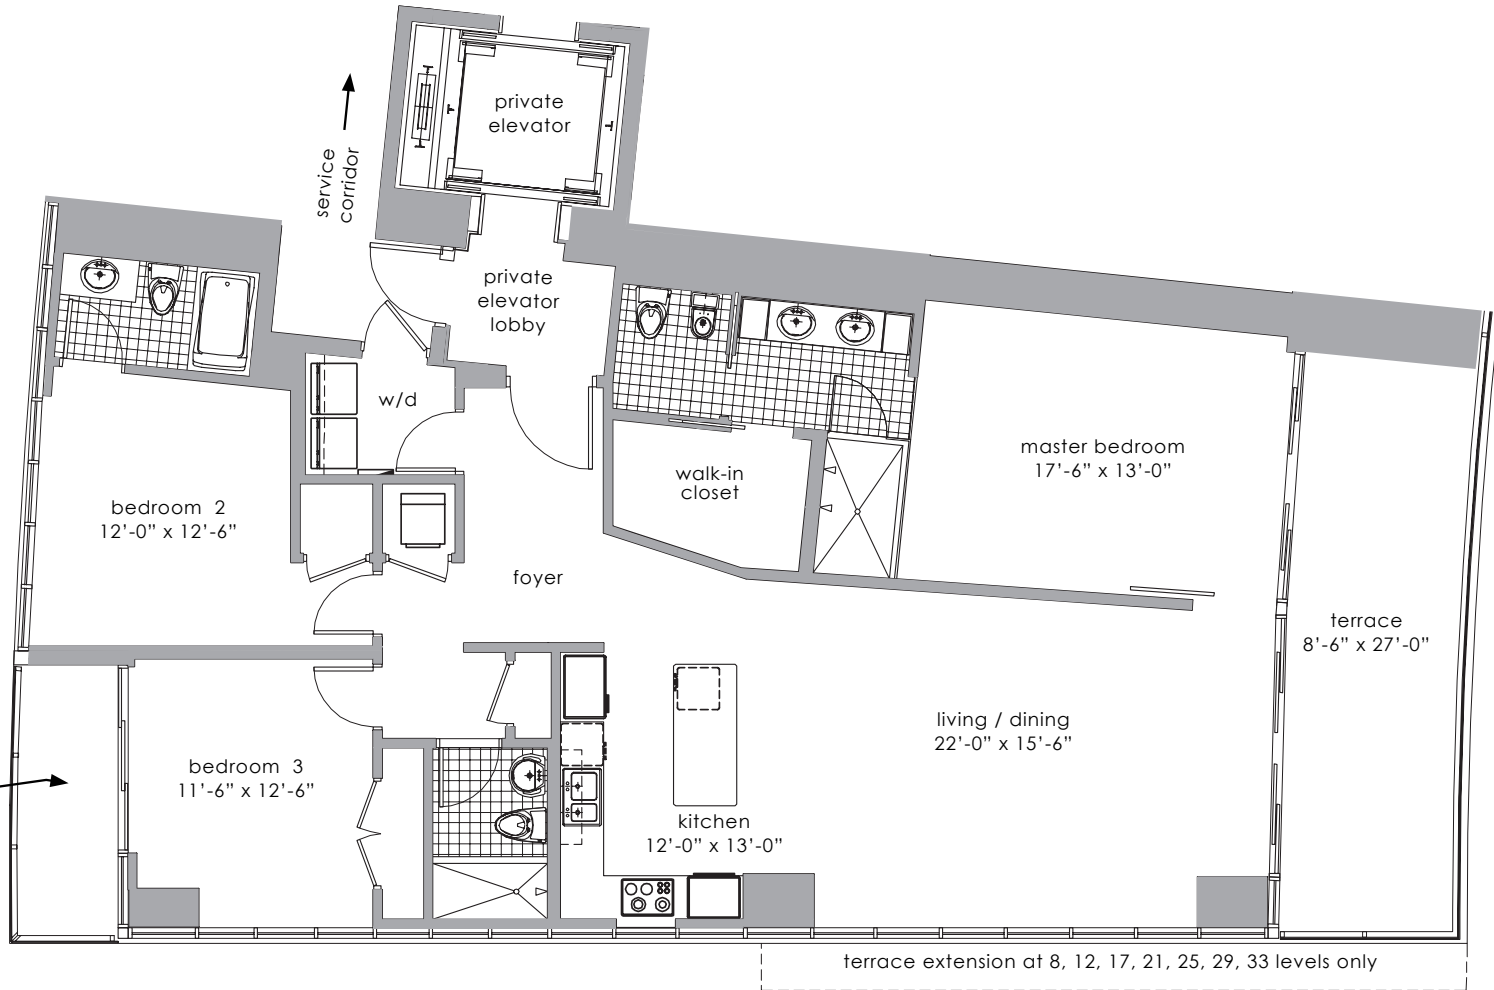 private
elevator
service
corridor
private
elevator
lobby
w/d
walk-in
closet
master bedroom
17’-6” x 13’-0”
bedroom 2
12’-0” x 12’-6”
foyer
terrace
8’-6” x 27’-0”
living / dining
22’-0” x 15’-6”
bedroom 3
11’-6” x 12’-6”
kitchen
12’-0” x 13’-0”
terrace extension at 8, 12, 17, 21, 25, 29, 33 levels only